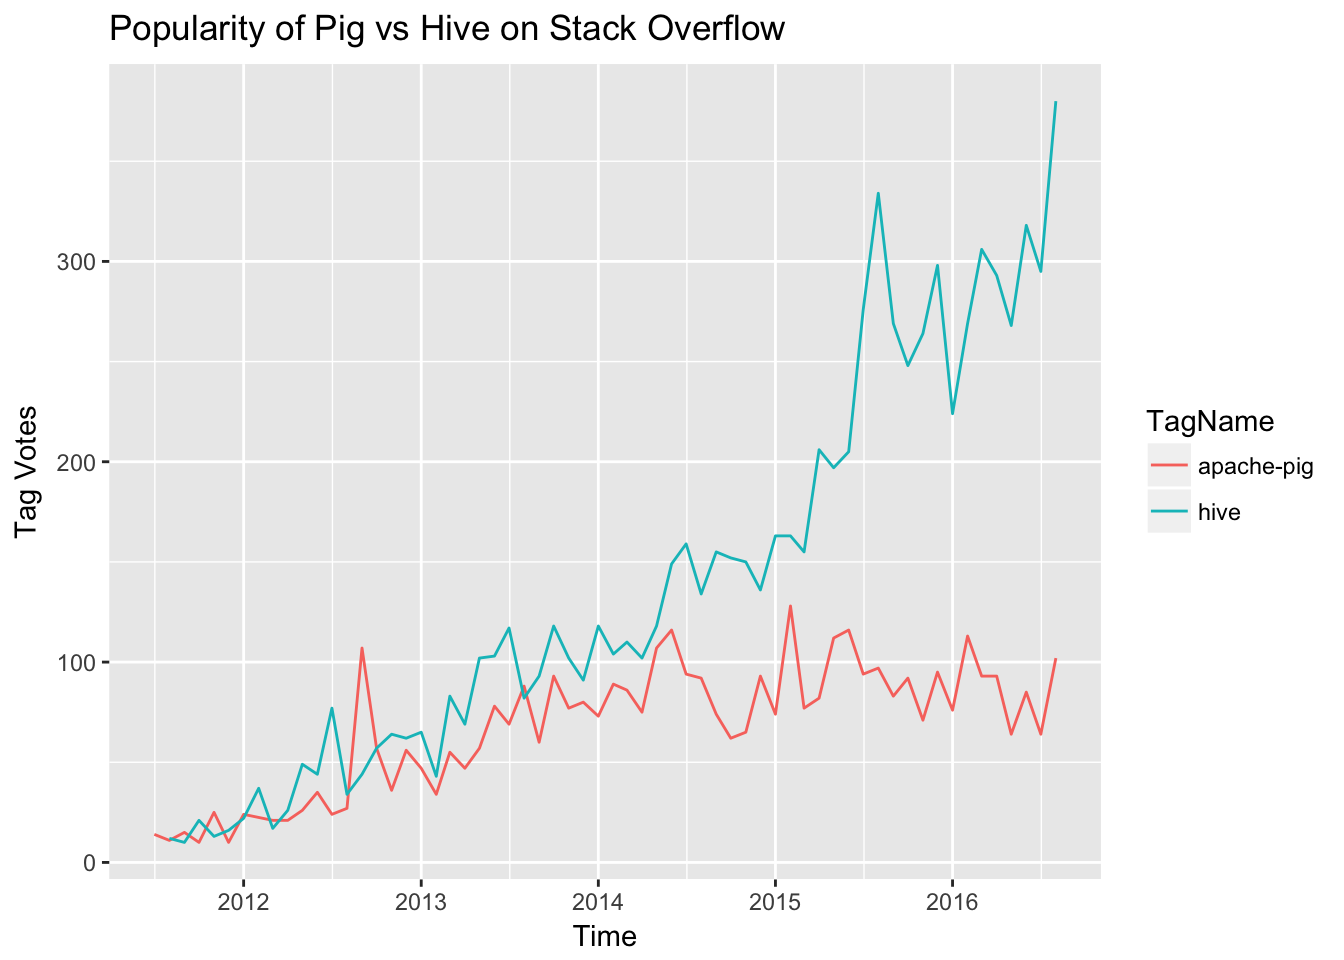 Popularity of Pig vs Hive on Stack Overflow
300
200
100
0
Tag Votes
2012 2013 2014 2015 2016
Time
TagName
apache-pig
hive